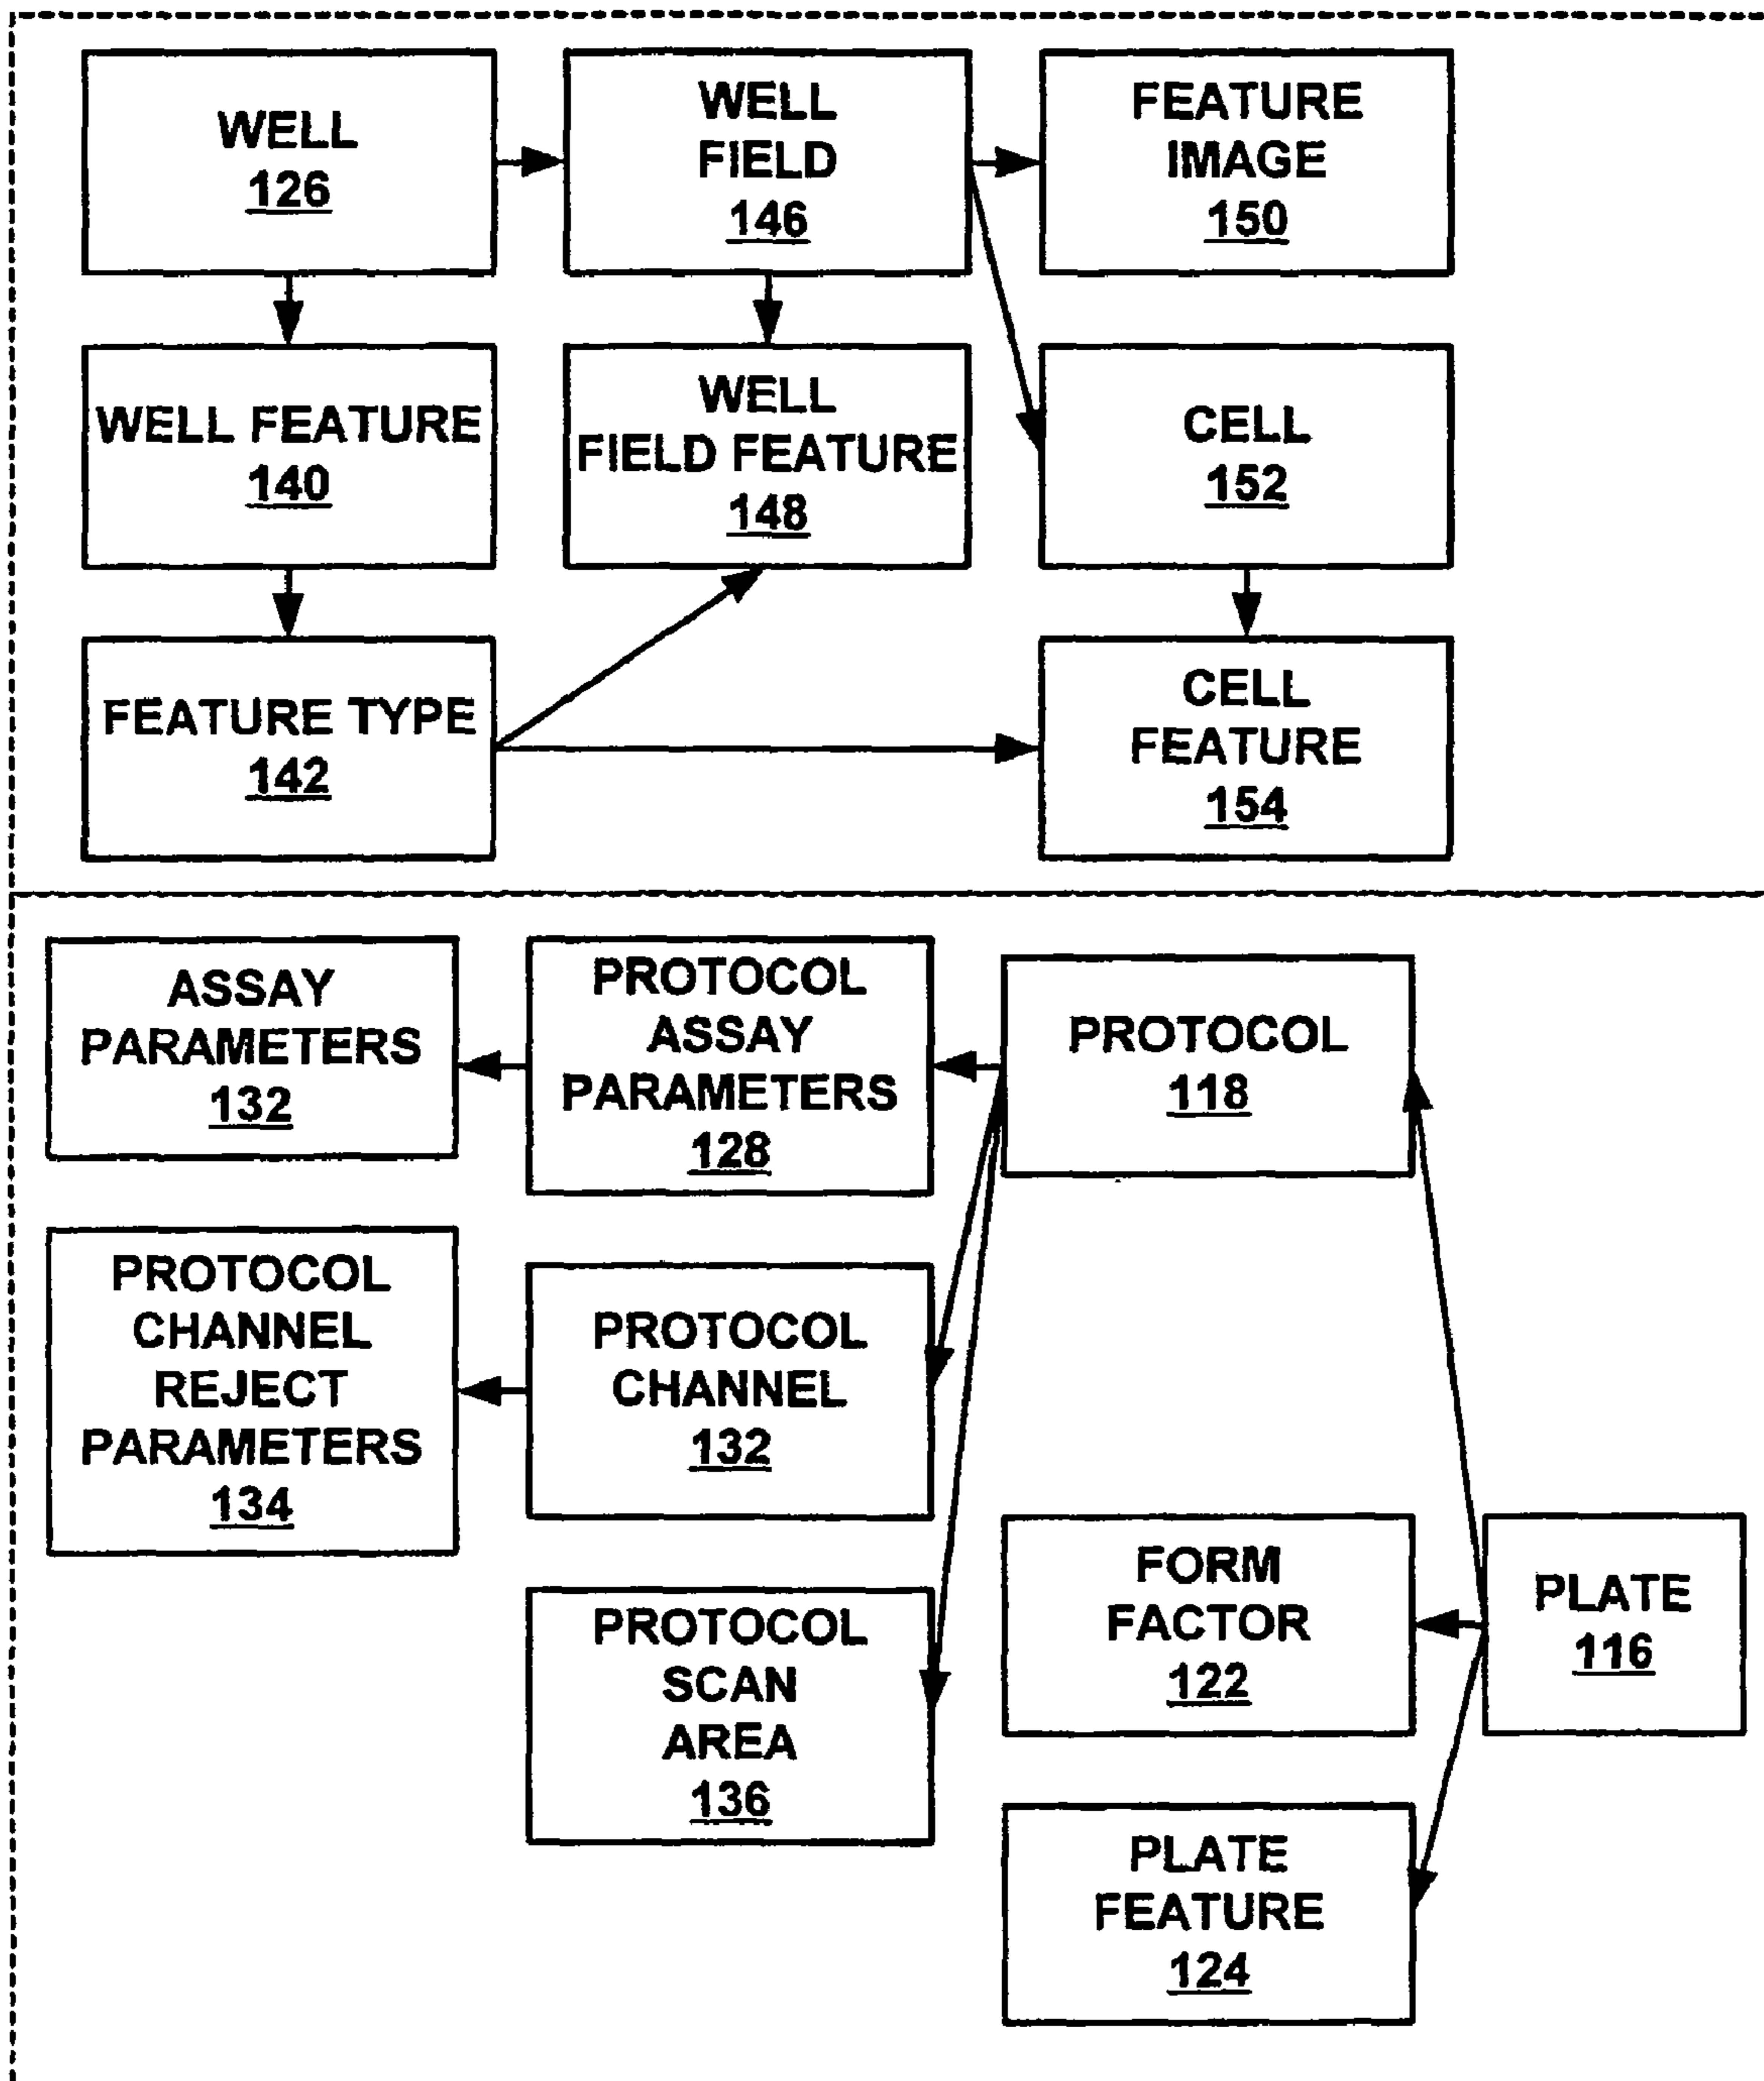 WELL
126
WELL
FIELD
146
FEATURE
IMAGE
150
WELL FEATURE
140
WELL
FIELD FEATURE
148
CELL
152
FEATURE TYPE
142
CELL
FEATURE
154
ASSAY
PARAMETERS
132
PROTOCOL
ASSAY
PARAMETERS
128
PROTOCOL
118
PROTOCOL
CHANNEL
REJECT
PARAMETERS
134
PROTOCOL
CHANNEL
132
FORM
FACTOR
122
PLATE
116
PROTOCOL
SCAN
AREA
136
PLATE
FEATURE
124